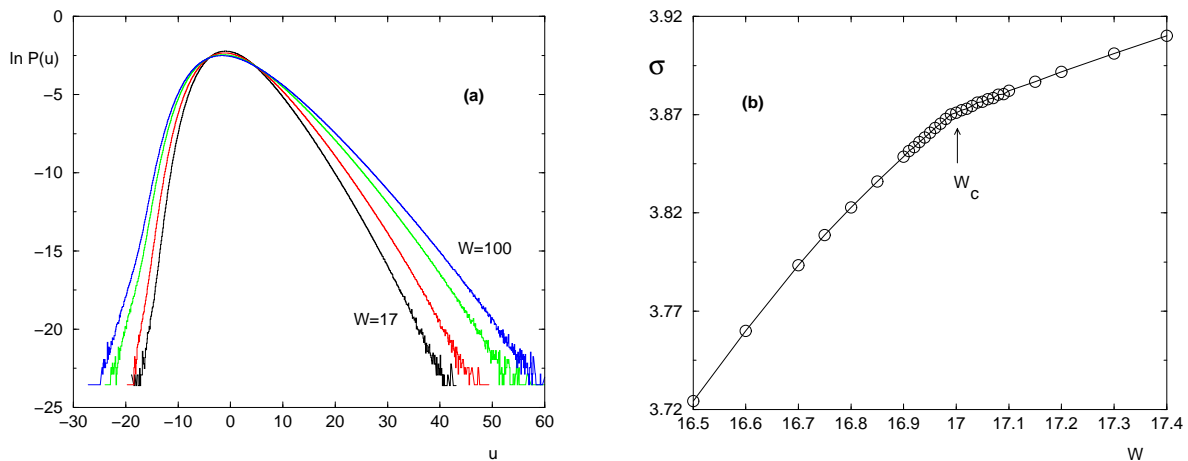 0
−5
−10
−15
−20
−25
ln P(u)
(a)
W=100
W=17
−30 −20 −10 0 10 20 30 40 50 60
u
3.92
3.87
3.82
3.77
3.72
σ
(b)
W_c
16.5 16.6 16.7 16.8 16.9 17 17.1 17.2 17.3 17.4
W